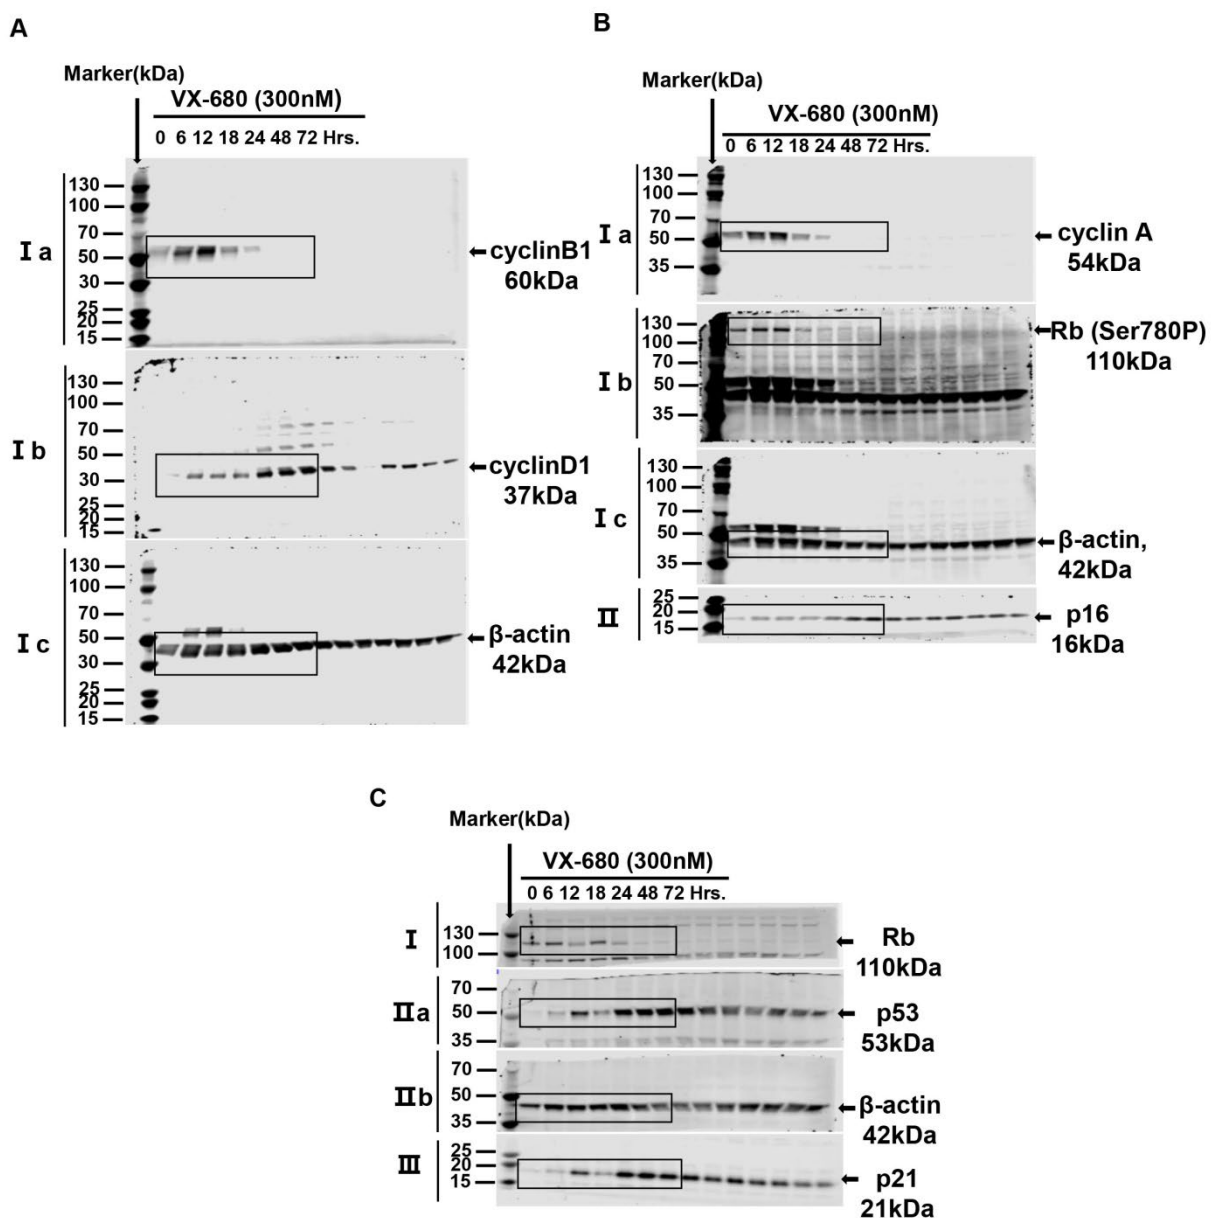 A
Marker(kDa)
VX-680 (300nM)
0 6 12 18 24 48 72 Hrs.
Ⅰa
130
100
70
50
30
25
20
15
cyclinB1
60kDa
Ⅰb
130
100
70
50
30
25
20
15
cyclinD1
37kDa
Ⅰc
130
100
70
50
30
25
20
15
β-actin
42kDa
B
Marker(kDa)
VX-680 (300nM)
0 6 12 18 24 48 72 Hrs.
Ⅰa
130
100
70
50
35
cyclin A
54kDa
Ⅰb
130
100
70
50
35
Rb (Ser780P)
110kDa
Ⅰc
130
100
70
50
35
β-actin,
42kDa
Ⅱ
25
20
15
p16
16kDa
C
Marker(kDa)
VX-680 (300nM)
0 6 12 18 24 48 72 Hrs.
Ⅰ
130
100
Rb
110kDa
Ⅱa
70
50
35
p53
53kDa
Ⅱb
70
50
35
β-actin
42kDa
Ⅲ
25
20
15
p21
21kDa